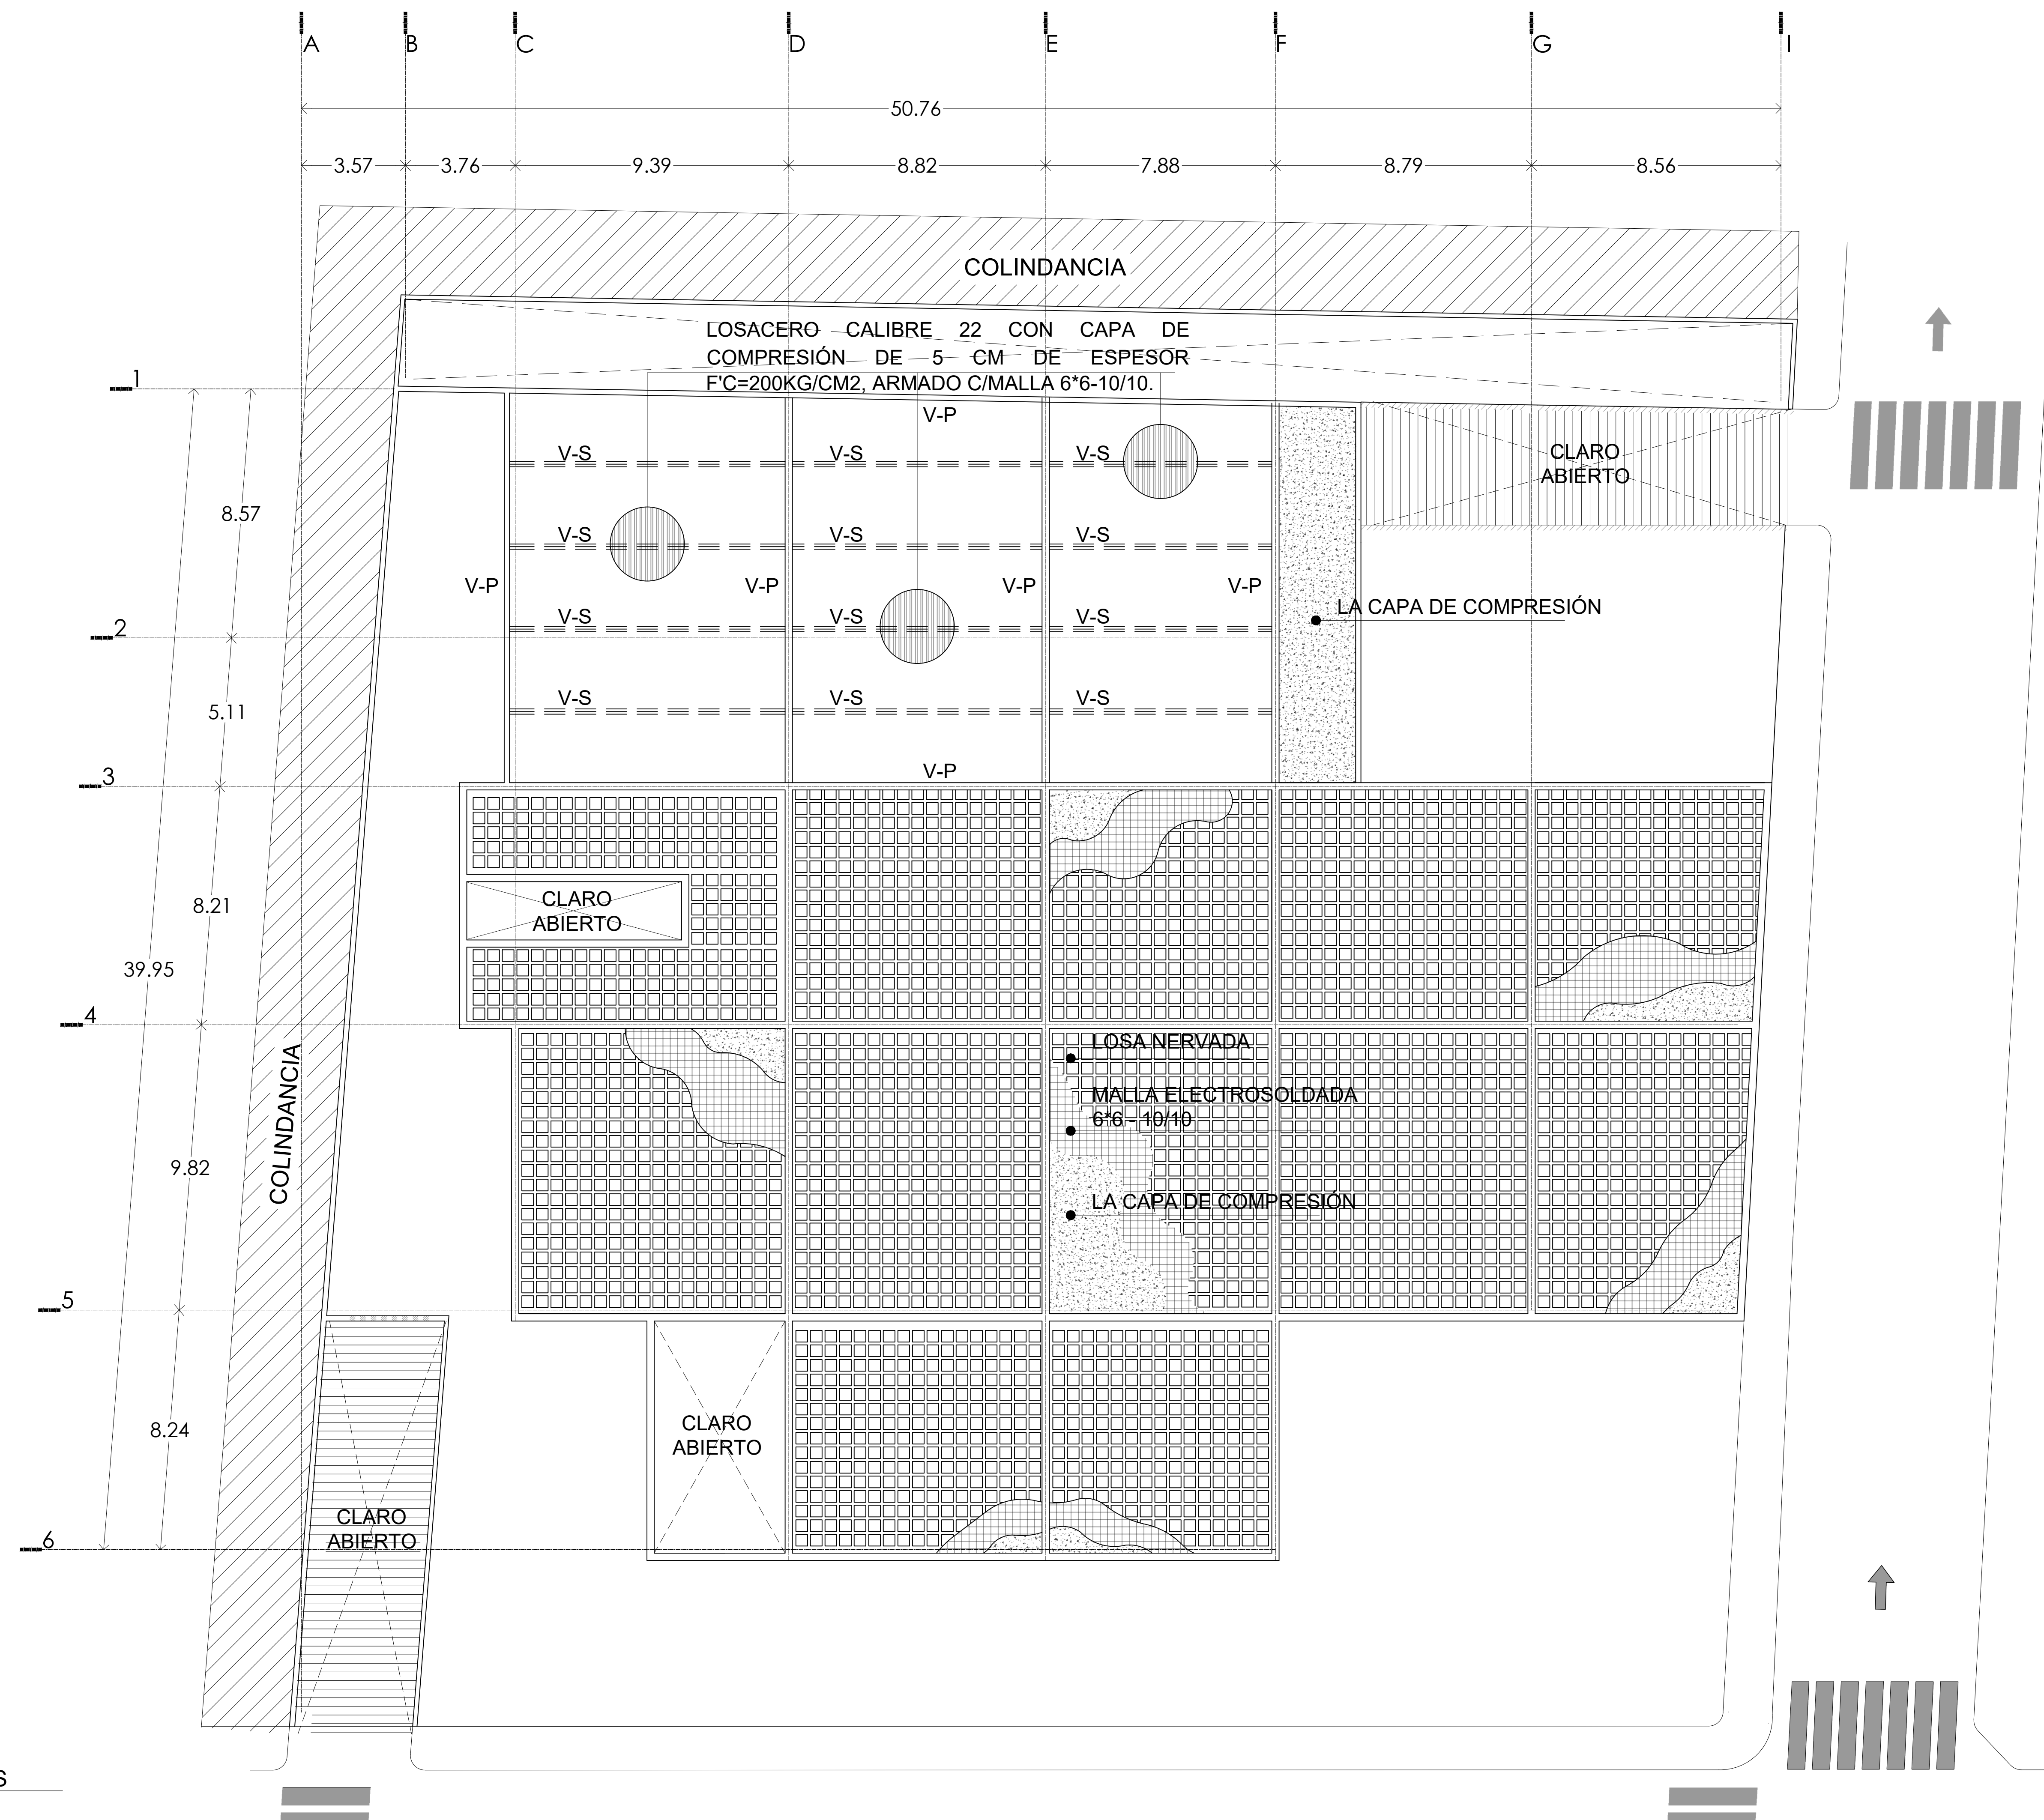 A B C D E F G I
50.76
3.57 3.76 9.39 8.82 7.88 8.79 8.56
COLINDANCIA
LOSACERO CALIBRE 22 CON CAPA DE
COMPRESIÓN DE 5 CM DE ESPESOR
F'C=200KG/CM2, ARMADO C/MALLA 6*6-10/10.
1
V-P
V-S V-S V-S
CLARO
ABIERTO
8.57
V-S V-S V-S
V-P V-P V-P V-P
LA CAPA DE COMPRESIÓN
2
V-S V-S V-S
5.11
V-S V-S V-S
3
V-P
8.21
CLARO
ABIERTO
39.95
4
COLINDANCIA
LOSA NERVADA
MALLA ELECTROSOLDADA
6*6 - 10/10
9.82
LA CAPA DE COMPRESIÓN
5
8.24
CLARO
ABIERTO
CLARO
ABIERTO
6
S